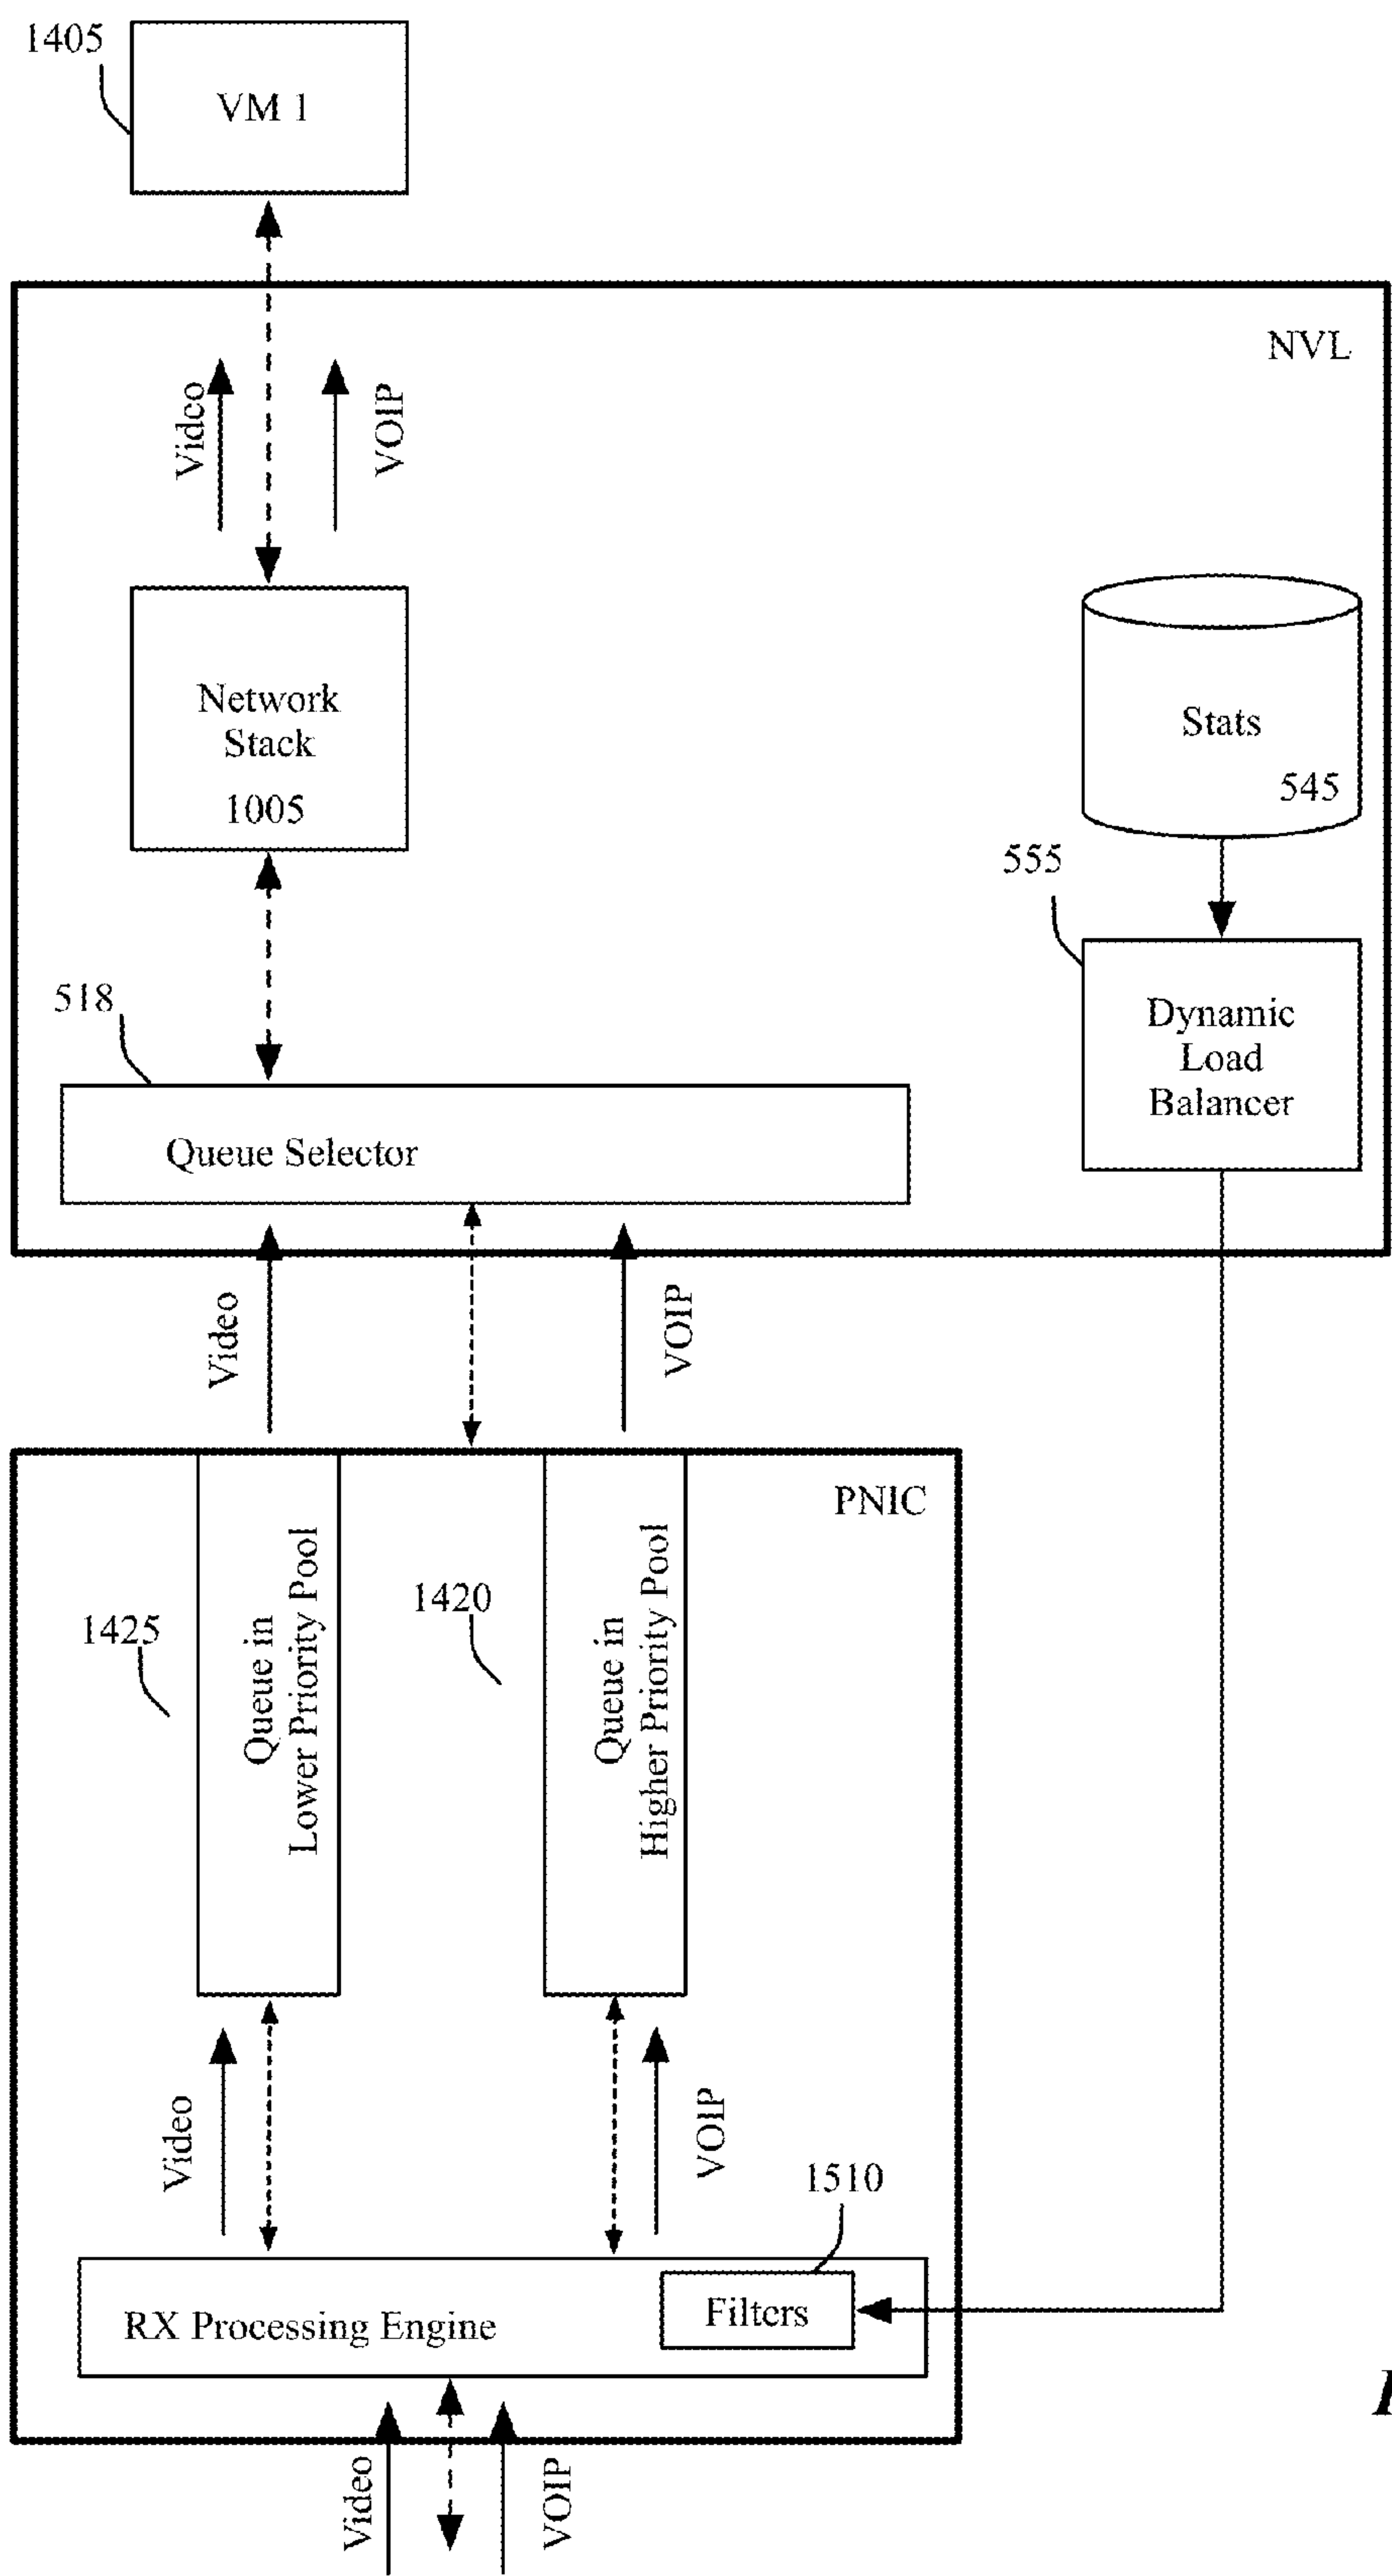 1405
VM 1
NVL
Video
VOIP
Network
Stack
1005
Stats
545
555
518
Dynamic
Load
Balancer
Queue Selector
Video
VOIP
PNIC
1425
Queue in
Lower Priority Pool
1420
Queue in
Higher Priority Pool
Video
VOIP
1510
RX Processing Engine
Filters
Video
VOIP